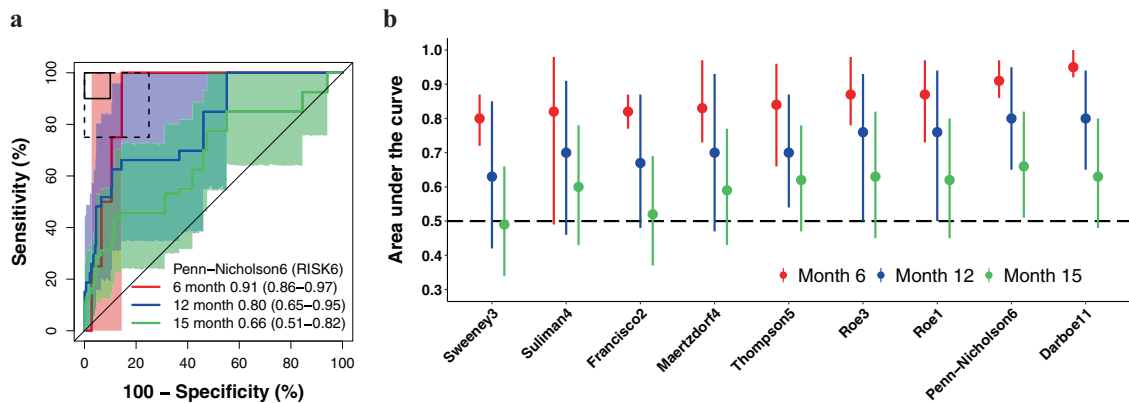 a
100
80
60
40
20
0
Sensitivity (%)
Penn−Nicholson6 (RISK6)
6 month 0.91 (0.86−0.97)
12 month 0.80 (0.65−0.95)
15 month 0.66 (0.51−0.82)
0 20 40 60 80 100
100 − Specificity (%)
b
1.0
0.9
0.8
0.7
0.6
0.5
0.4
0.3
Area under the curve
Month 6 Month 12 Month 15
Sweeney3
Suliman4
Francisco2
Maertzdorf4
Thompson5
Roe3
Roe1
Penn−Nicholson6
Darboe11